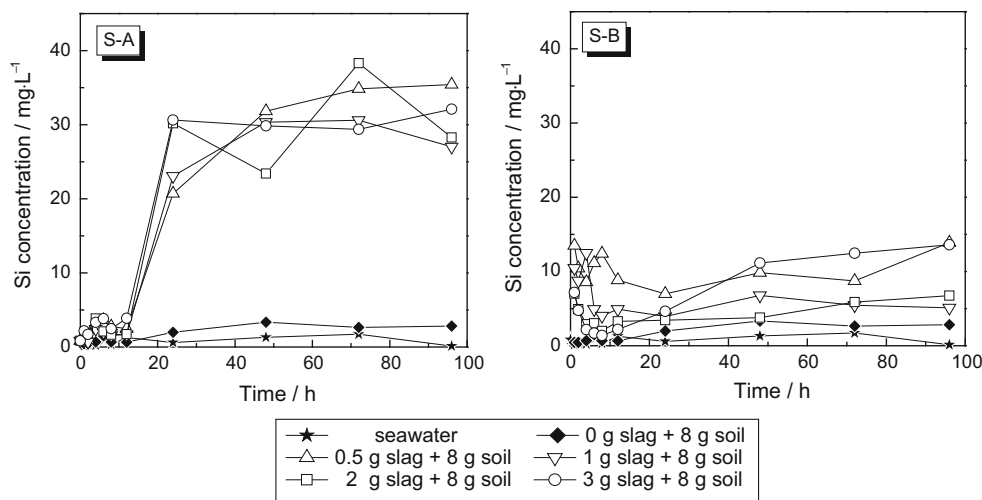 S-A
Si concentration / mg·L⁻¹
40
30
20
10
0
0 20 40 60 80 100
Time / h
S-B
Si concentration / mg·L⁻¹
40
30
20
10
0
0 20 40 60 80 100
Time / h
seawater
0 g slag + 8 g soil
0.5 g slag + 8 g soil
1 g slag + 8 g soil
2 g slag + 8 g soil
3 g slag + 8 g soil